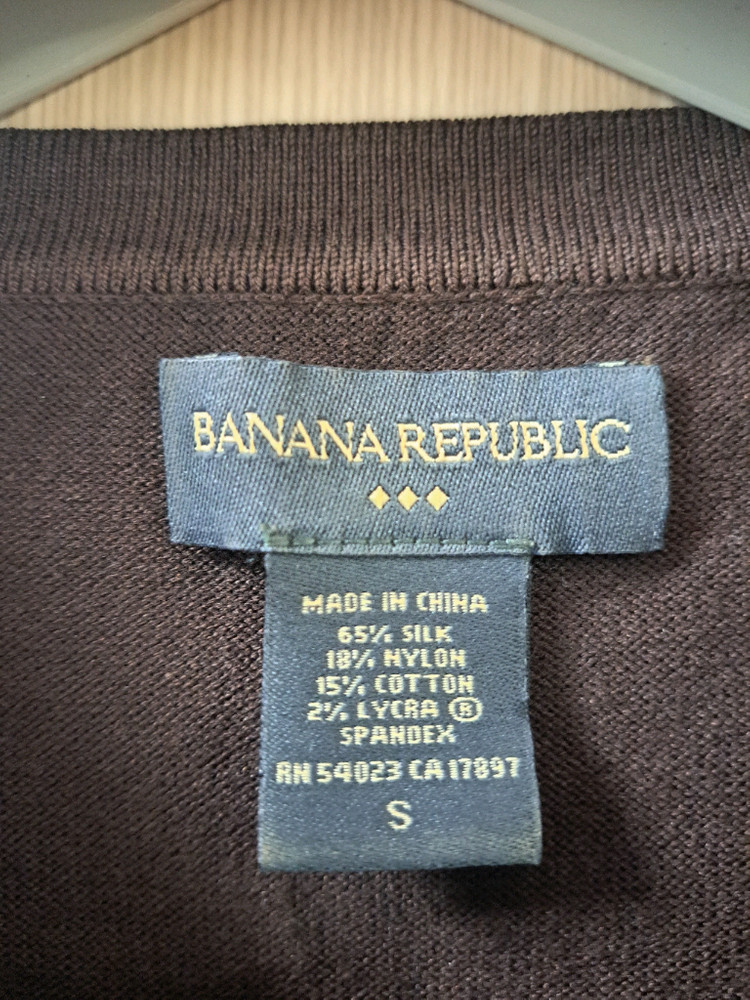 BANANA REPUBLIC
MADE IN CHINA
65% SILK
18% NYLON
15% COTTON
2% LYCRA ®
SPANDEX
RN 54023 CA 17897
S